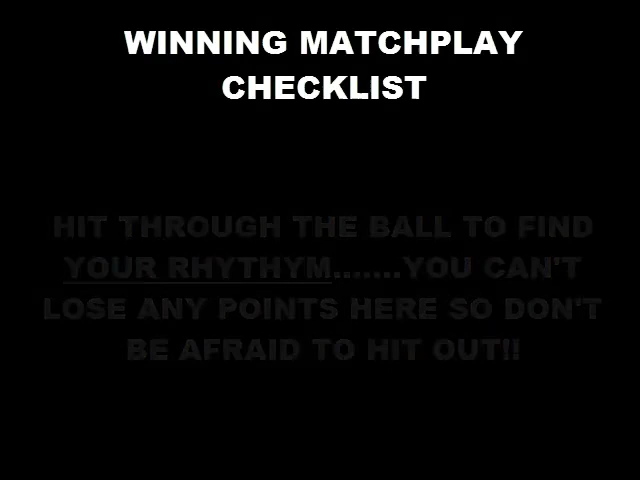 WINNING MATCHPLAY
CHECKLIST
HIT THROUGH THE BALL TO FIND
YOUR RHYTHYM.......YOU CAN'T
LOSE ANY POINTS HERE SO DON'T
BE AFRAID TO HIT OUT!!